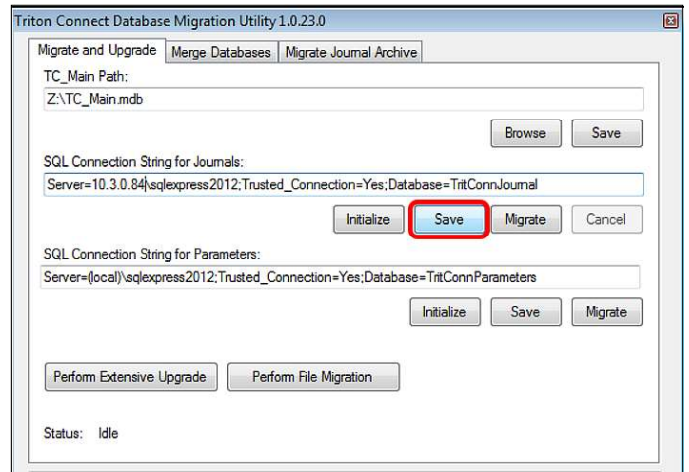 Triton Connect Database Migration Utility 1.0.23.0
Migrate and Upgrade Merge Databases Migrate Journal Archive
TC_Main Path:
Z:\TC_Main.mdb
Browse Save
SQL Connection String for Journals:
Server=10.3.0.84\sqlexpress2012;Trusted_Connection=Yes;Database=TritConnJournal
Initialize Save Migrate Cancel
SQL Connection String for Parameters:
Server=(local)\sqlexpress2012;Trusted_Connection=Yes;Database=TritConnParameters
Initialize Save Migrate
Perform Extensive Upgrade Perform File Migration
Status: Idle